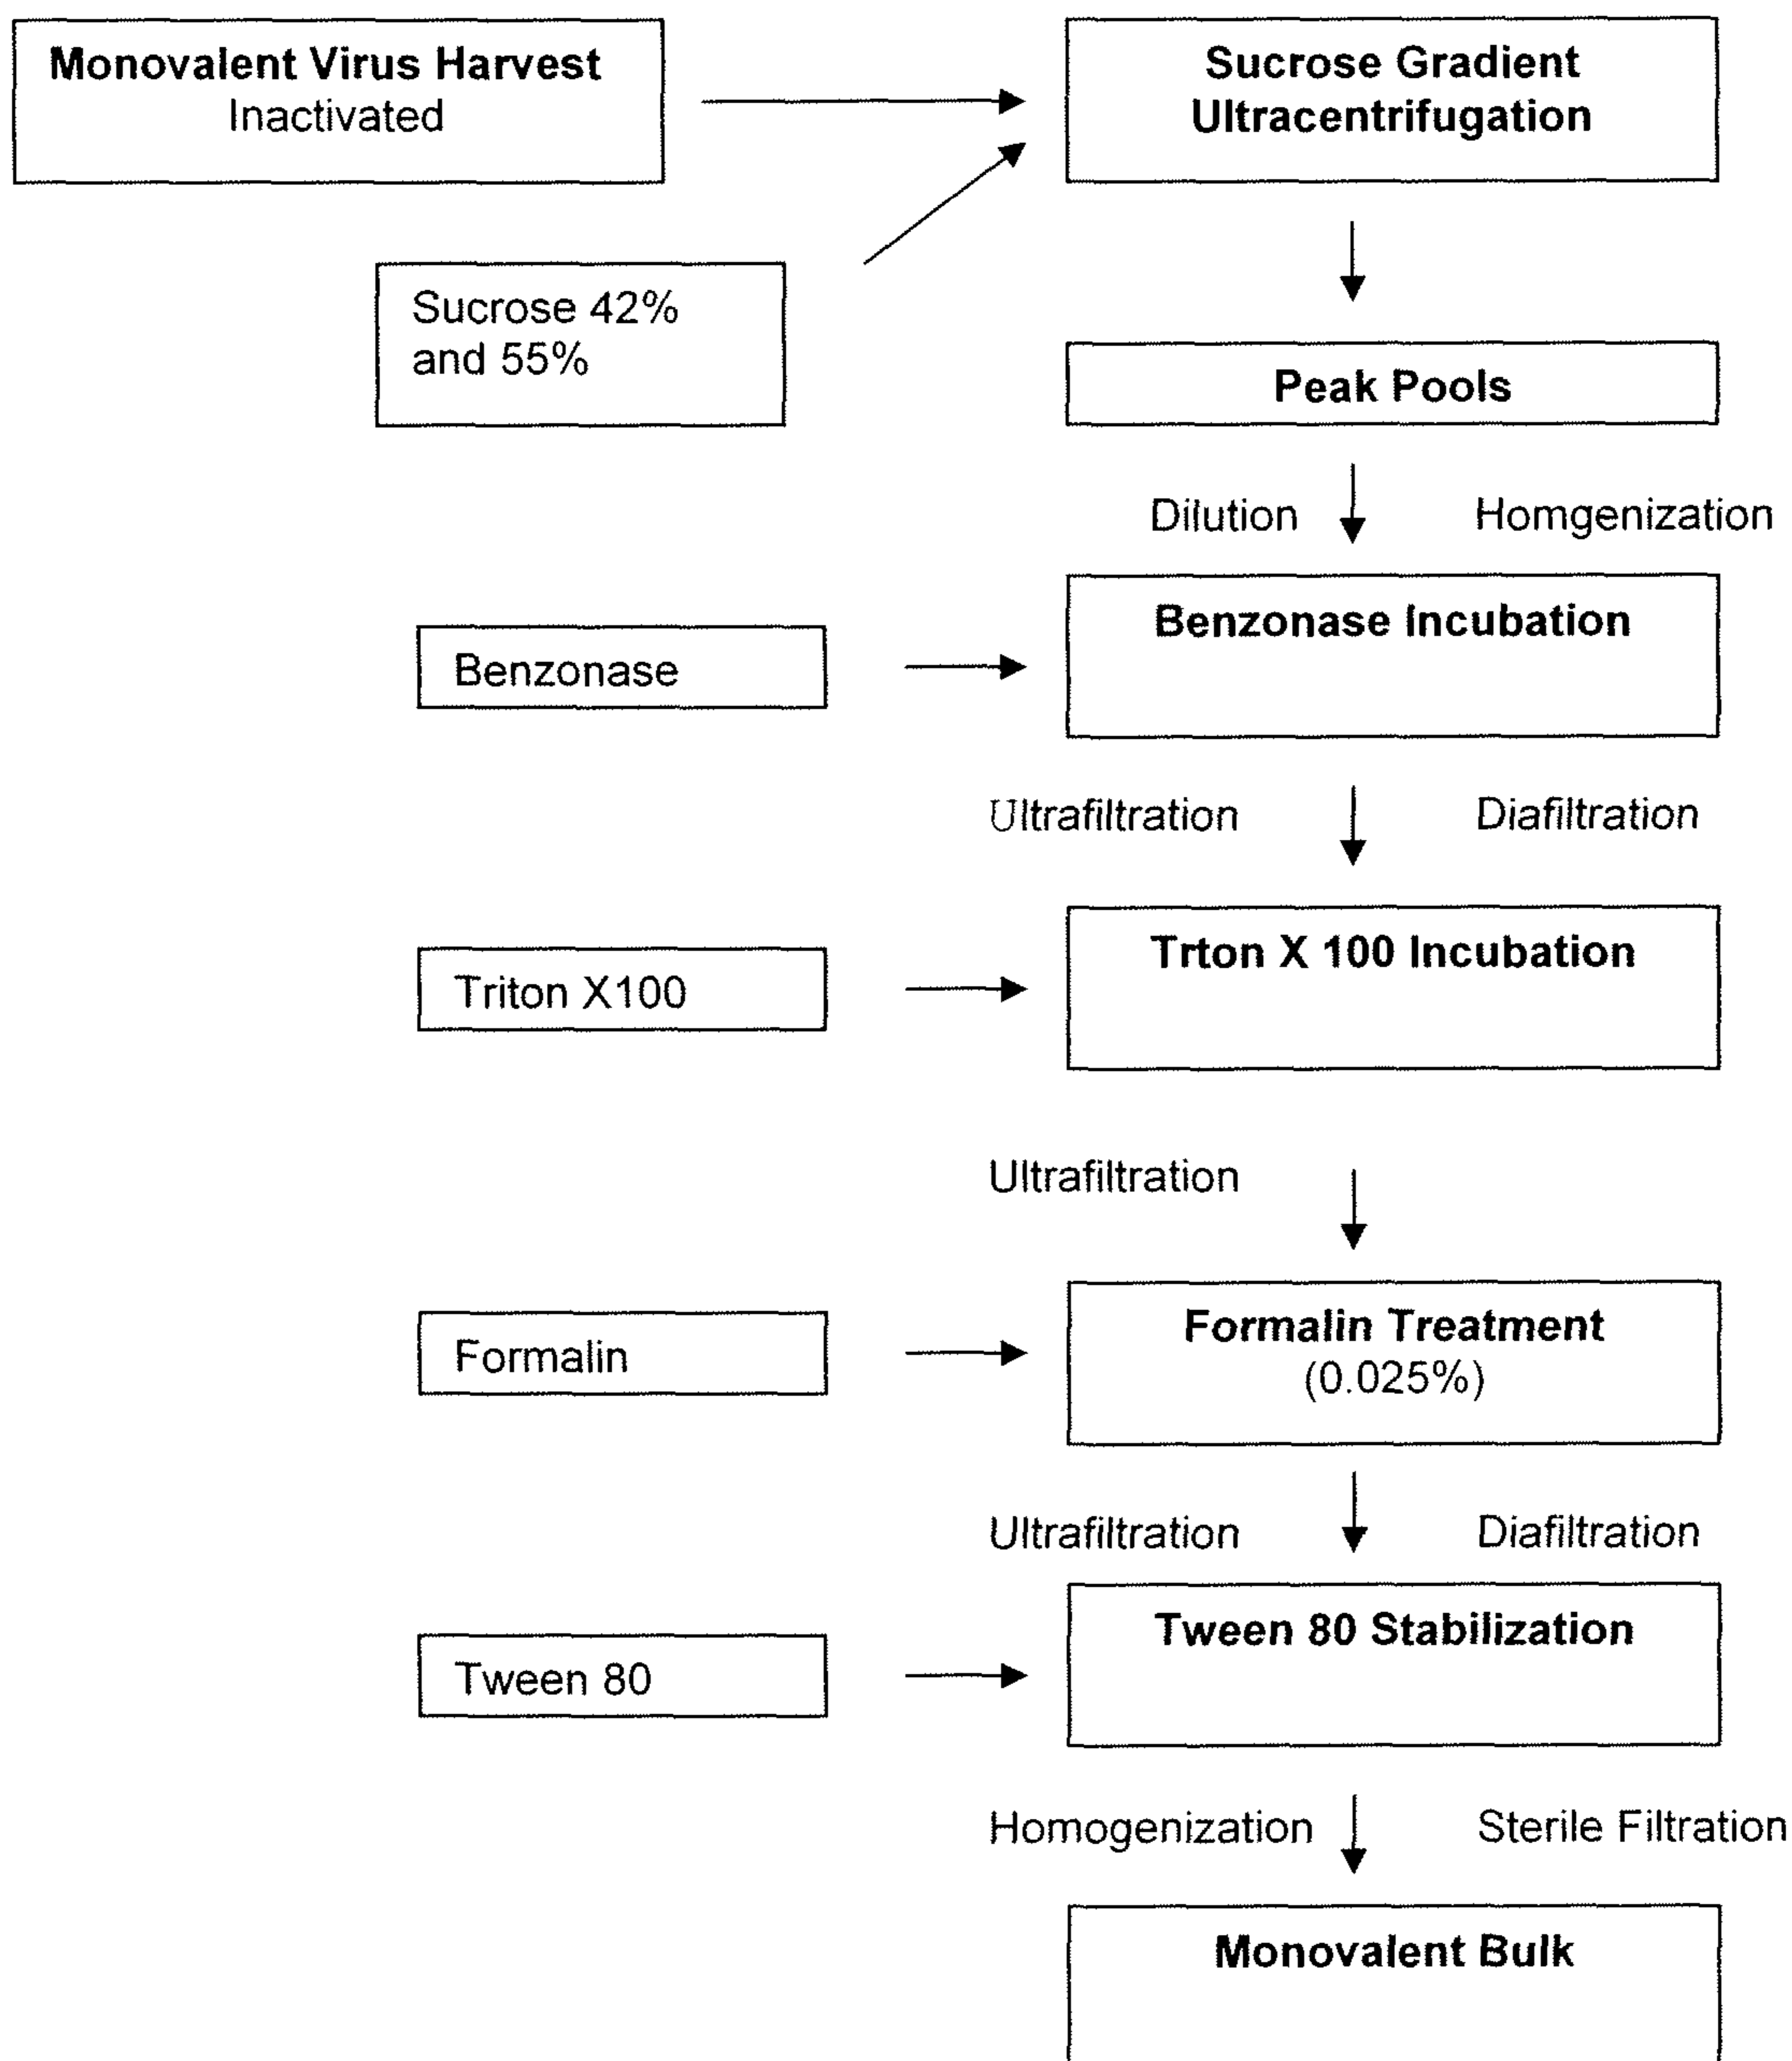 Monovalent Virus Harvest
Inactivated
Sucrose Gradient
Ultracentrifugation
Sucrose 42%
and 55%
Peak Pools
Dilution
Homgenization
Benzonase Incubation
Benzonase
Ultrafiltration
Diafiltration
Trton X 100 Incubation
Triton X100
Ultrafiltration
Formalin Treatment
(0.025%)
Formalin
Ultrafiltration
Diafiltration
Tween 80 Stabilization
Tween 80
Homogenization
Sterile Filtration
Monovalent Bulk